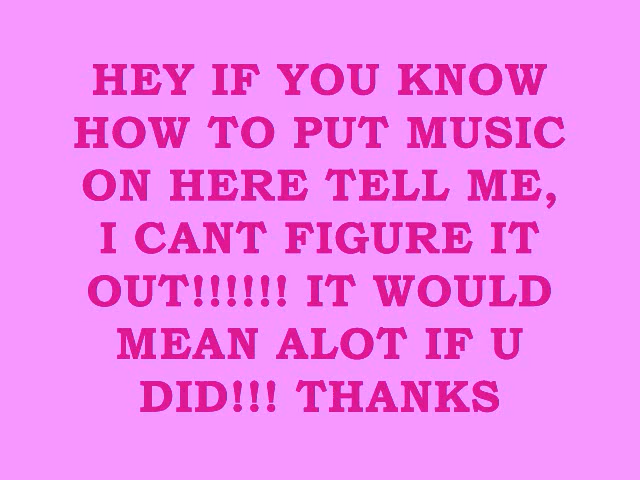 HEY IF YOU KNOW
HOW TO PUT MUSIC
ON HERE TELL ME,
I CANT FIGURE IT
OUT!!!!!! IT WOULD
MEAN ALOT IF U
DID!!! THANKS